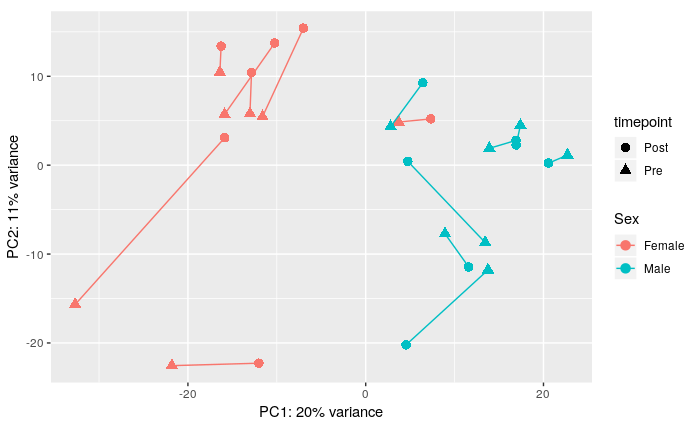 10
0
-10
-20
-20
0
20
PC1: 20% variance
PC2: 11% variance
timepoint
Post
Pre
Sex
Female
Male